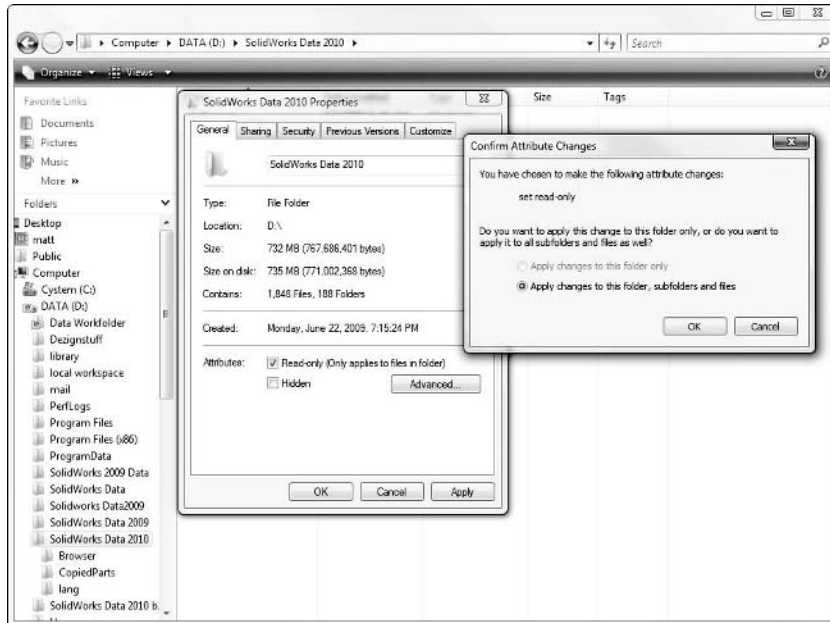 Computer ▸ DATA (D:) ▸ SolidWorks Data 2010 ▸
Search
Organize ▾ Views ▾
Size Tags
Favorite Links
Documents
Pictures
Music
More »
Folders
Desktop
matt
Public
Computer
Cystem (C:)
DATA (D:)
Data Workfolder
Dezignstuff
library
local workspace
mail
PerfLogs
Program Files
Program Files (x86)
ProgramData
SolidWorks 2009 Data
SolidWorks Data
Solidworks Data2009
SolidWorks Data 2009
SolidWorks Data 2010
Browser
CopiedParts
lang
SolidWorks Data 2010 b
SolidWorks Data 2010 Properties
General Sharing Security Previous Versions Customize
SolidWorks Data 2010
Type: File Folder
Location: D:\
Size: 732 MB (767,686,401 bytes)
Size on disk: 735 MB (771,002,368 bytes)
Contains: 1,848 Files, 188 Folders
Created: Monday, June 22, 2009, 7:15:24 PM
Attributes: Read-only (Only applies to files in folder)
Hidden Advanced...
OK Cancel Apply
Confirm Attribute Changes
You have chosen to make the following attribute changes:
set read-only
Do you want to apply this change to this folder only, or do you want to
apply it to all subfolders and files as well?
Apply changes to this folder only
Apply changes to this folder, subfolders and files
OK Cancel